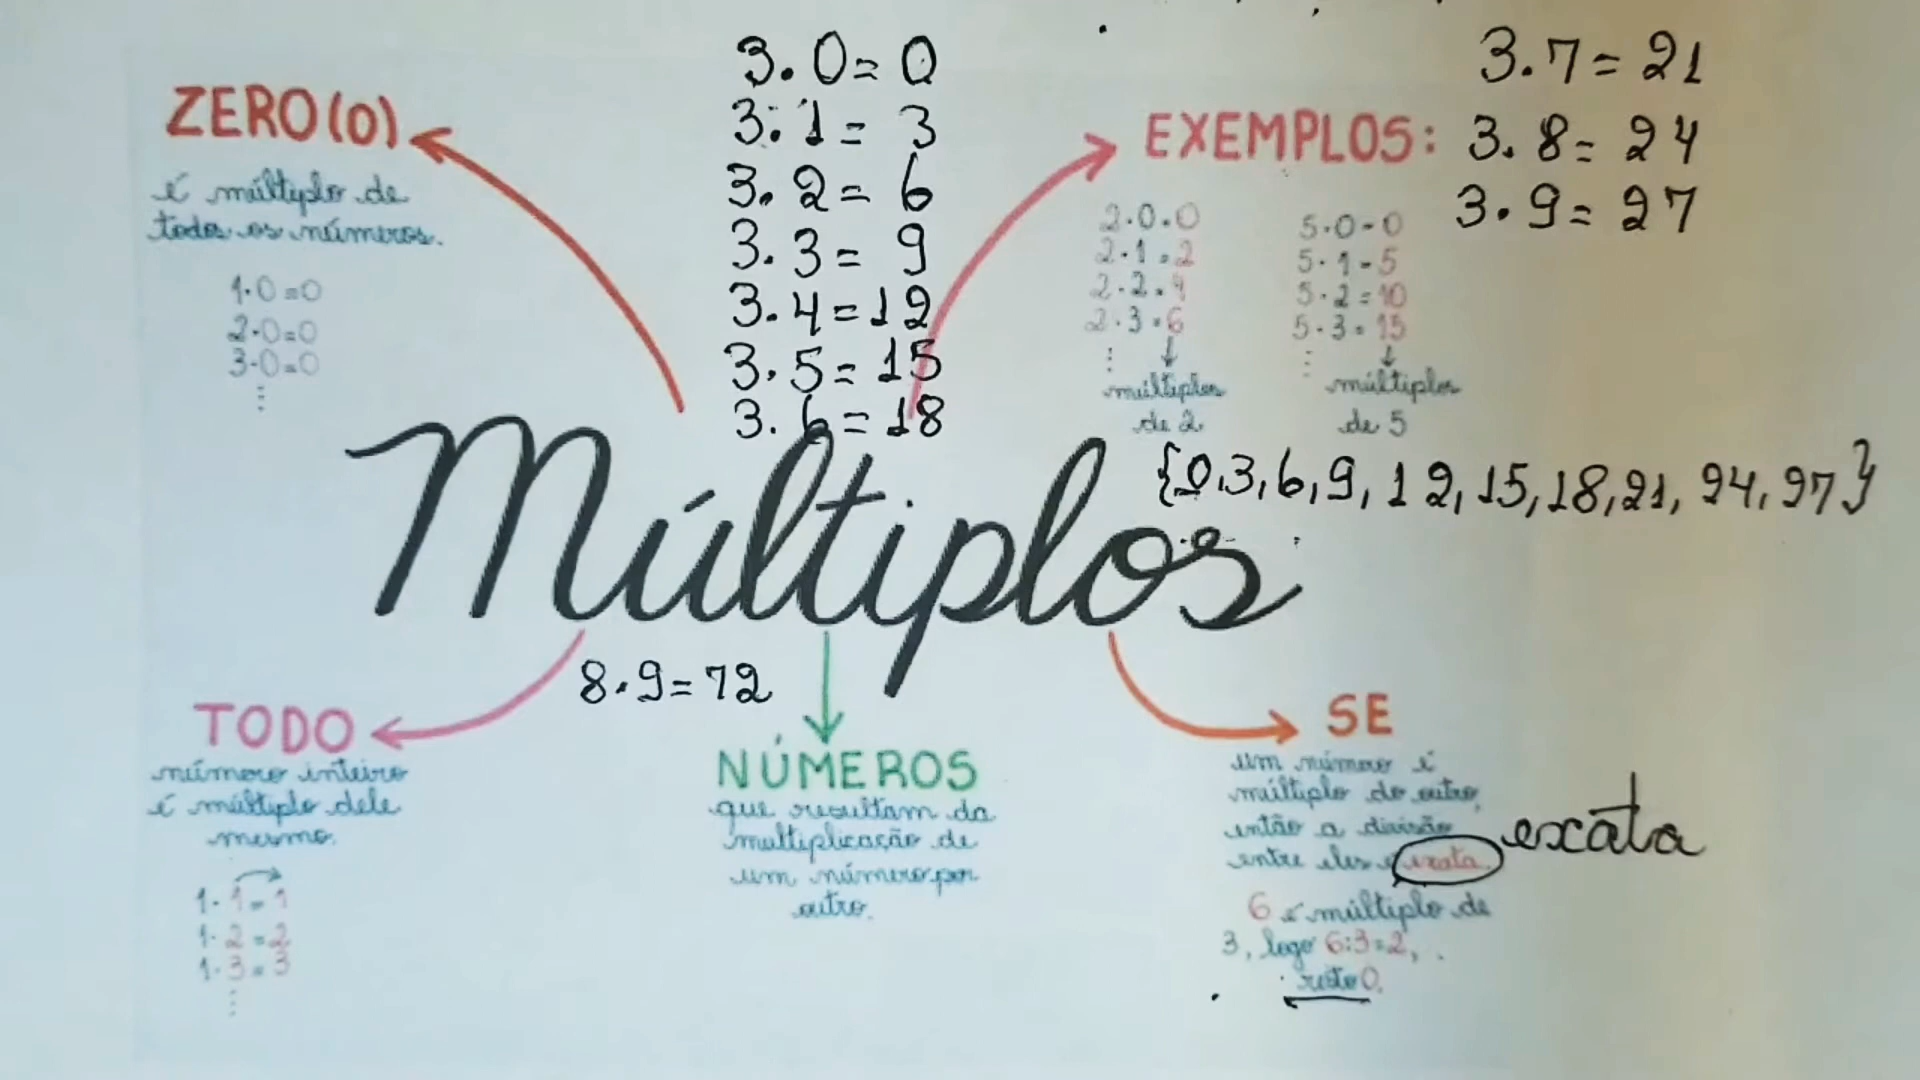 ZERO(0)
é múltiplo de
todos os números.
1·0=0
2·0=0
3·0=0
3.0=0
3.1=3
3.2=6
3.3=9
3.4=12
3.5=15
3.6=18
EXEMPLOS:
2·0=0
2·1=2
2·2=4
2·3=6
múltiplos
de 2
5·0=0
5·1=5
5·2=10
5·3=15
múltiplos
de 5
3.7=21
3.8=24
3.9=27
{0,3,6,9,12,15,18,21,24,27}
Múltiplos
8.9=72
TODO
número inteiro
é múltiplo dele
mesmo.
1·1=1
1·2=2
1·3=3
NÚMEROS
que resultam da
multiplicação de
um número por
outro.
SE
um número é
múltiplo do outro,
então a divisão
entre eles é exata.
exata
6 é múltiplo de
3, logo 6:3=2,
resto 0.